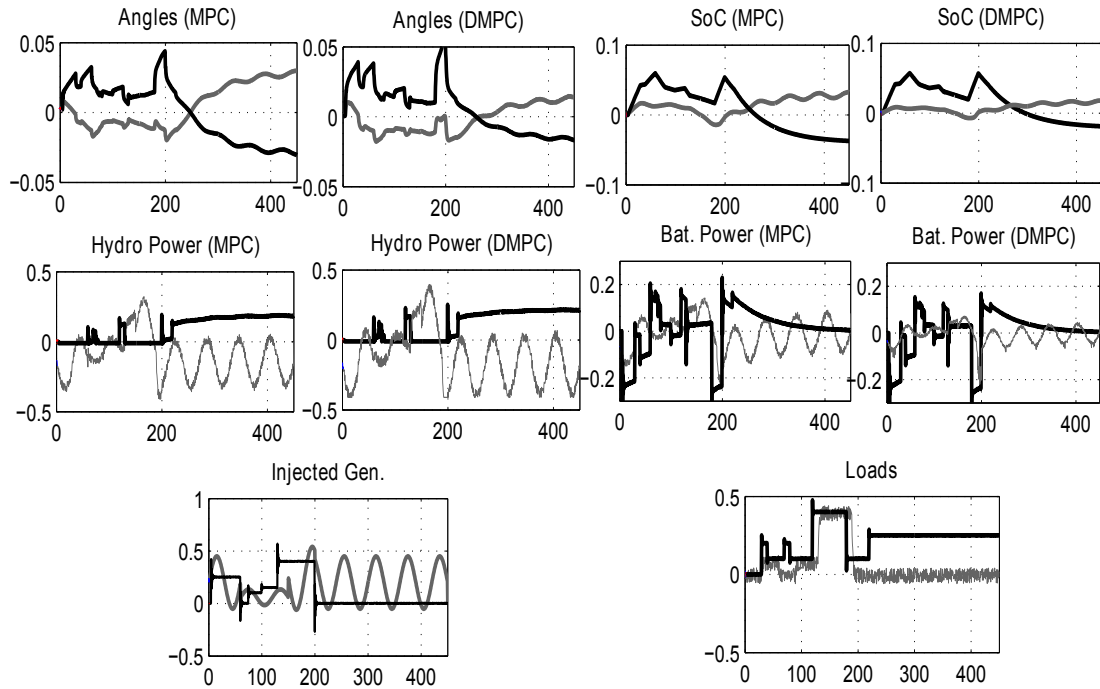 Angles (MPC)
Angles (DMPC)
SoC (MPC)
SoC (DMPC)
0.05
0
−0.05
0 200 400
0.05
0
−0.05
0 200 400
0.1
0
−0.1
0 200 400
0.1
0
0.1
0 200 400
Hydro Power (MPC)
Hydro Power (DMPC)
Bat. Power (MPC)
Bat. Power (DMPC)
0.5
0
−0.5
0 200 400
0.5
0
−0.5
0 200 400
0.2
0
−0.2
0 200 400
0.2
0
−0.2
0 200 400
Injected Gen.
Loads
1
0.5
0
−0.5
0 100 200 300 400
0.5
0
−0.5
0 100 200 300 400